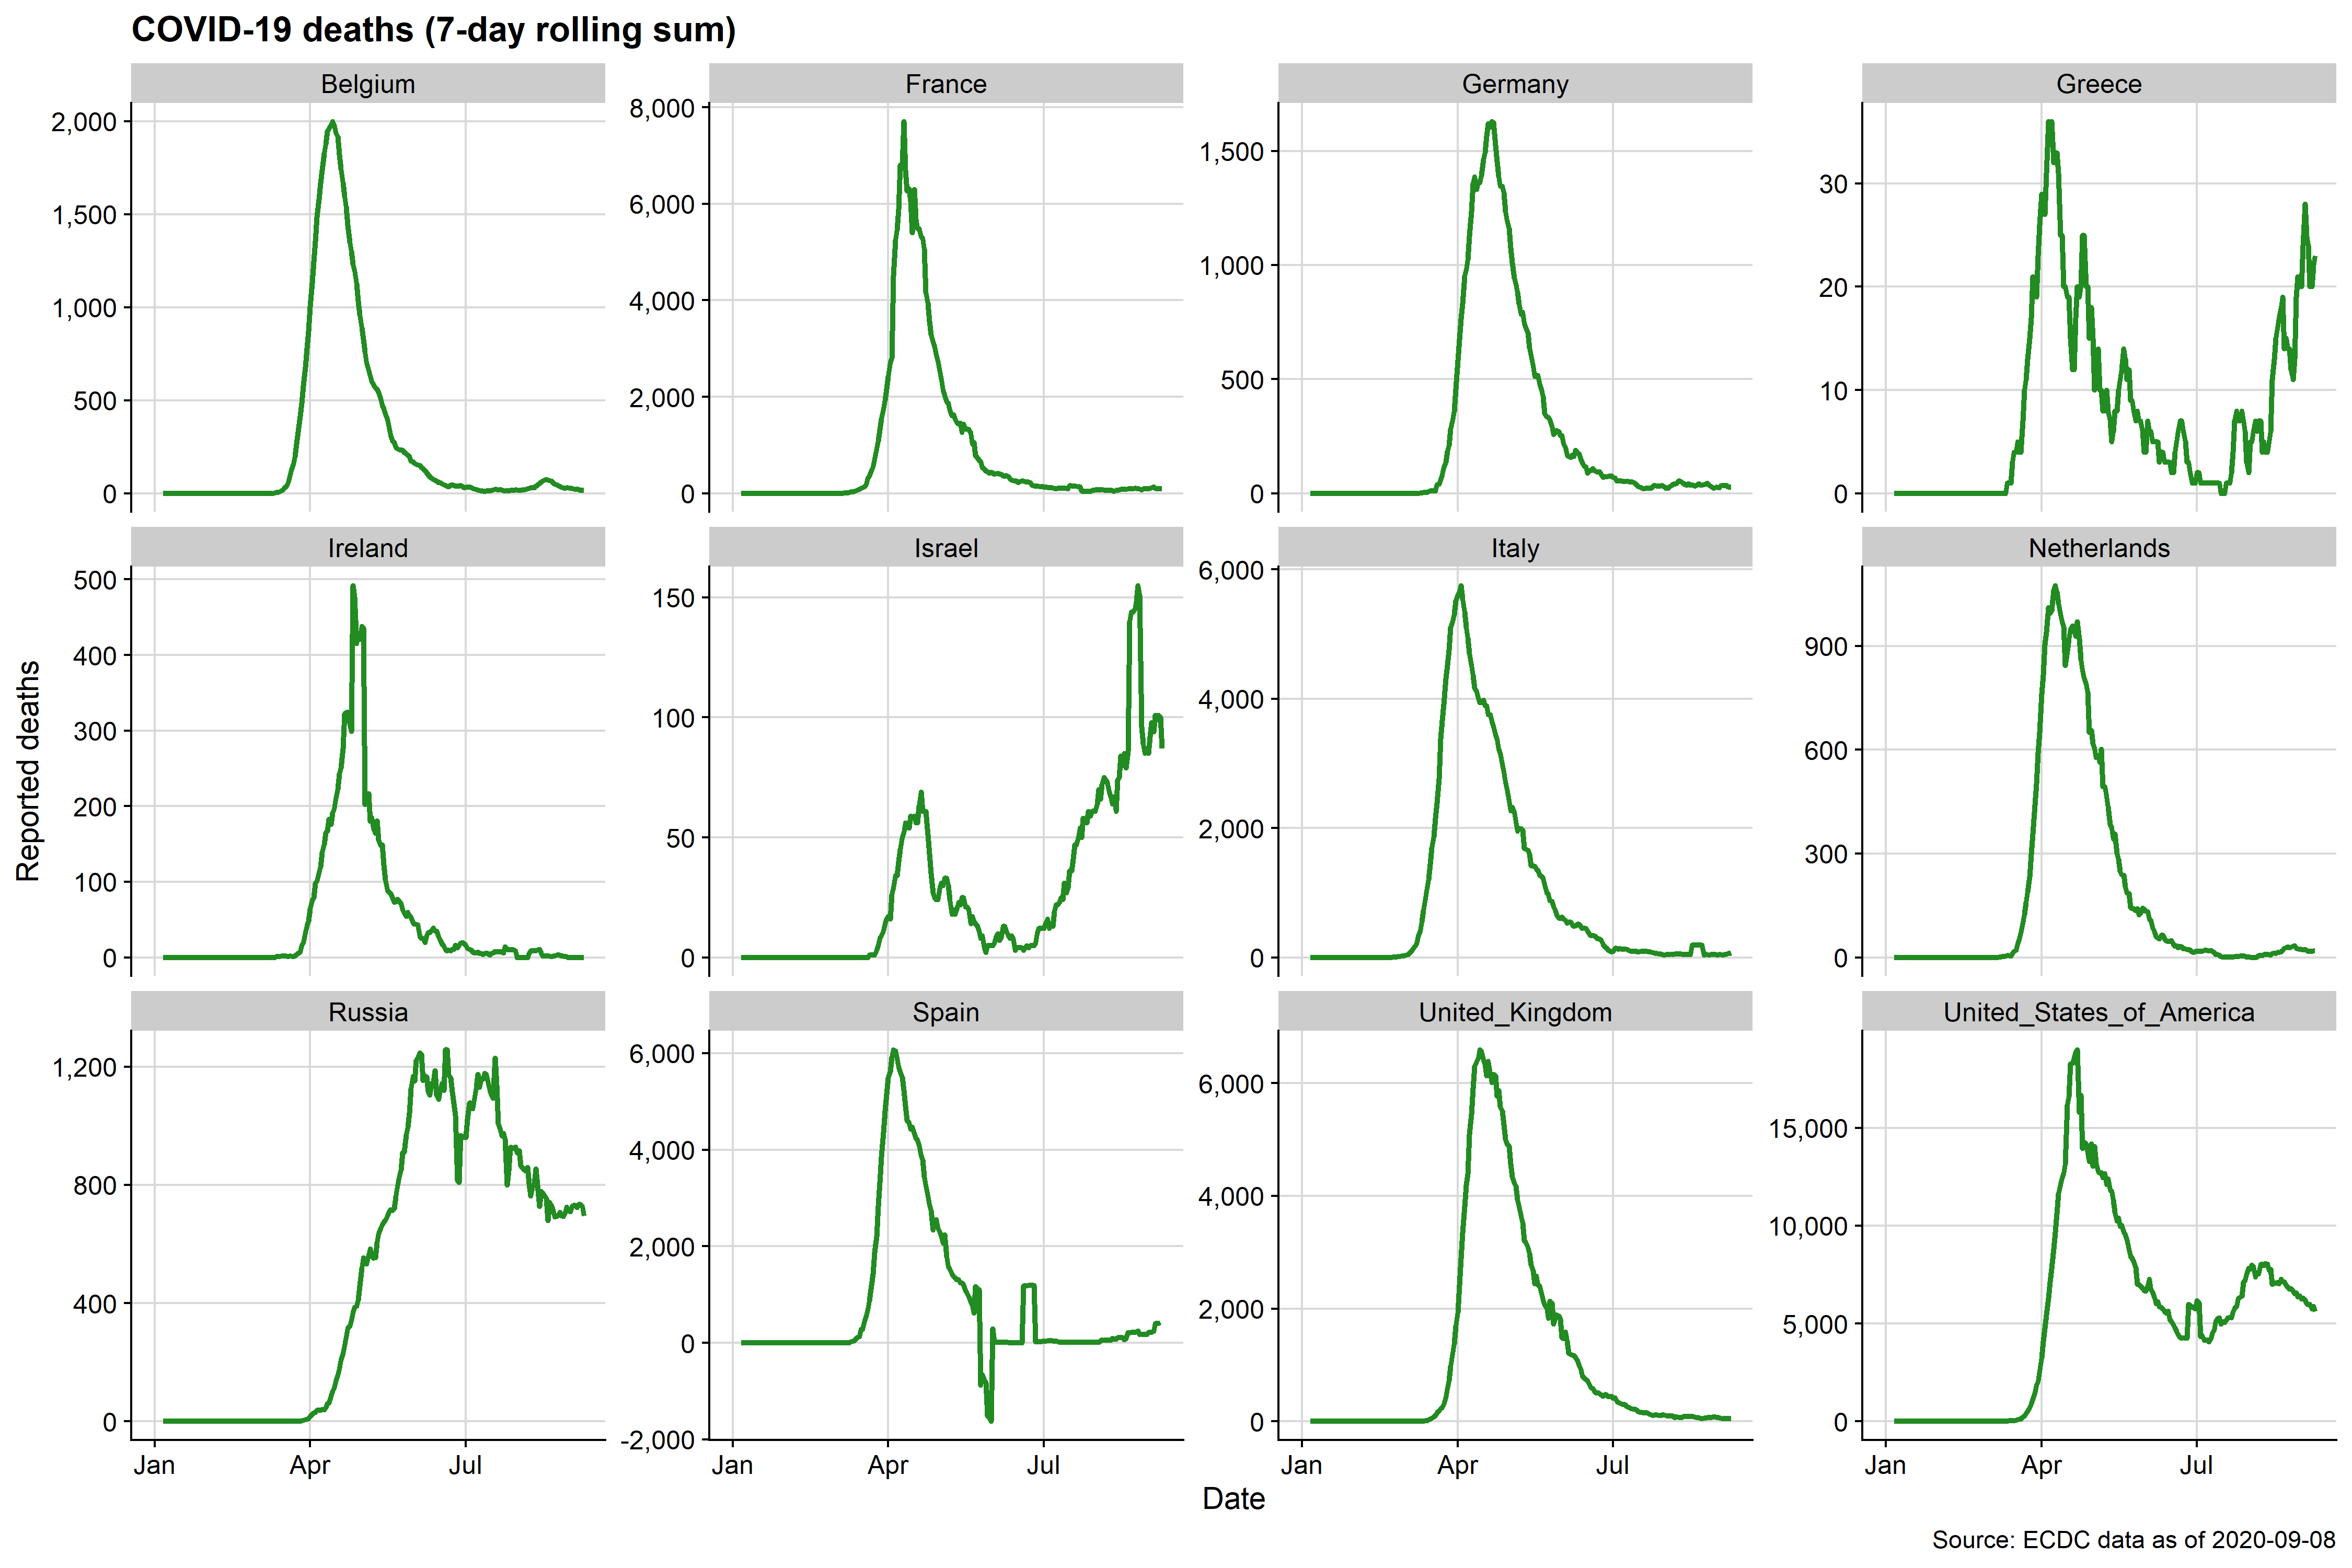 COVID-19 deaths (7-day rolling sum)
Belgium
France
Germany
Greece
2,000
1,500
1,000
500
0
8,000
6,000
4,000
2,000
0
1,500
1,000
500
0
30
20
10
0
Ireland
Israel
Italy
Netherlands
500
400
300
200
100
0
150
100
50
0
6,000
4,000
2,000
0
900
600
300
0
Reported deaths
Russia
Spain
United_Kingdom
United_States_of_America
1,200
800
400
0
6,000
4,000
2,000
0
-2,000
6,000
4,000
2,000
0
15,000
10,000
5,000
0
Jan Apr Jul
Jan Apr Jul
Jan Apr Jul
Jan Apr Jul
Date
Source: ECDC data as of 2020-09-08